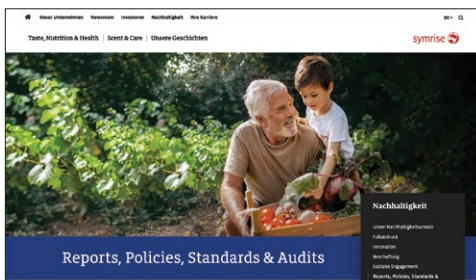 Unser Unternehmen Newsroom Investoren Nachhaltigkeit Ihre Karriere DE
Taste, Nutrition & Health | Scent & Care | Unsere Geschichten
symrise
Nachhaltigkeit
Unser Nachhaltigkeitsansatz
Fußabdruck
Innovation
Beschaffung
Soziales Engagement
Reports, Policies, Standards &
Reports, Policies, Standards & Audits